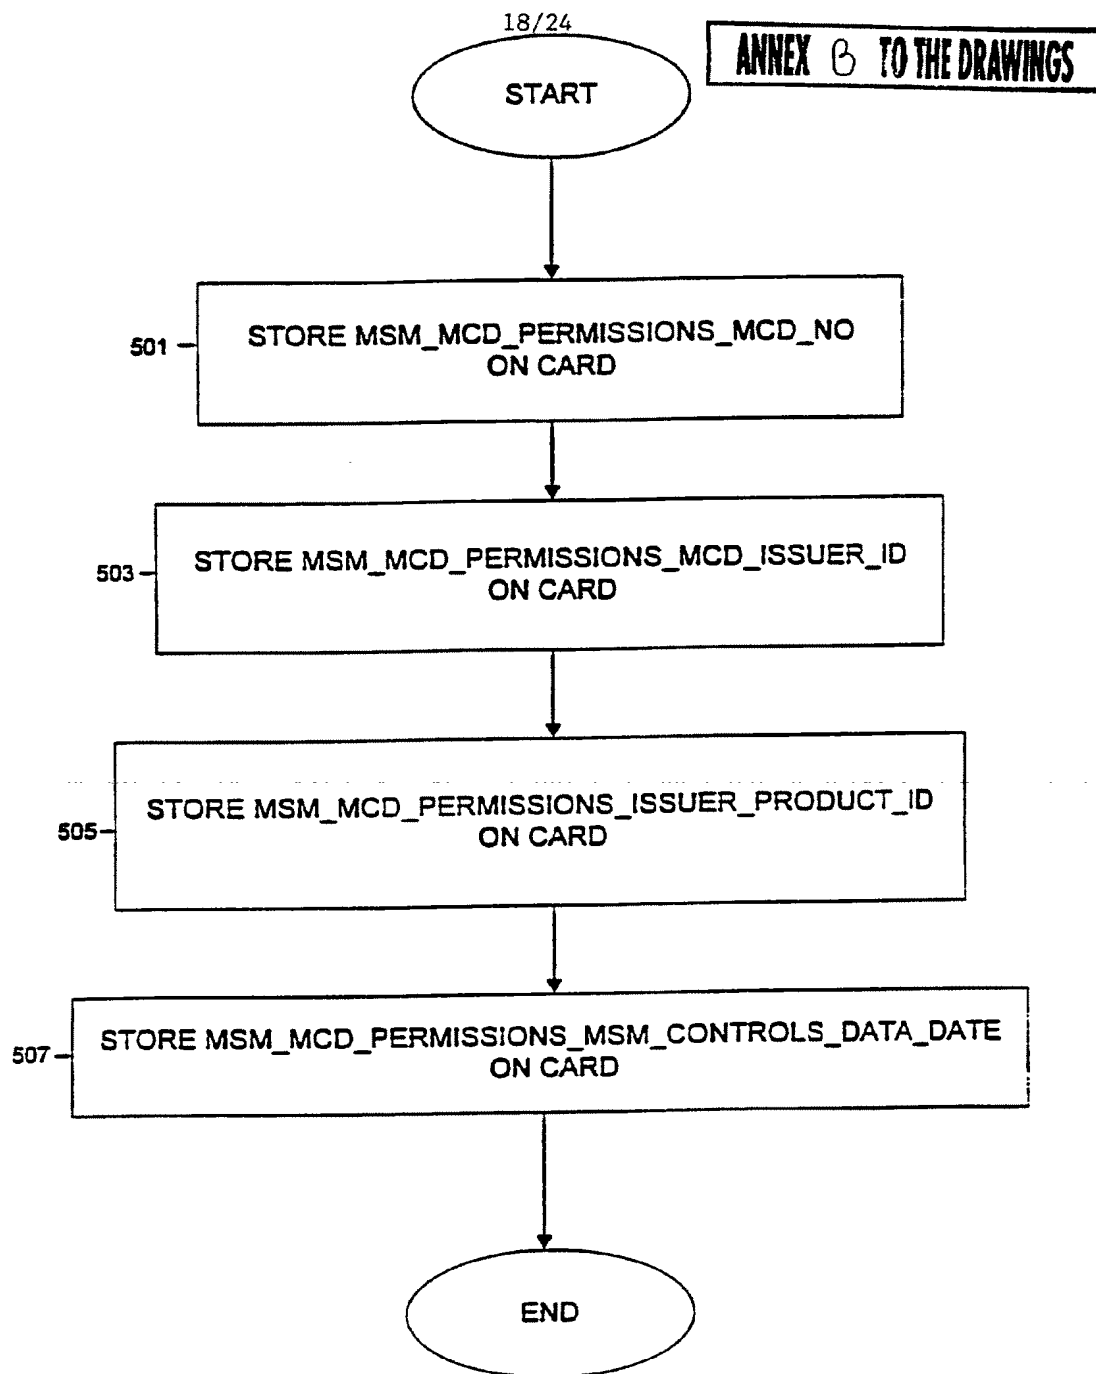 18/24
ANNEX B TO THE DRAWINGS
START
501
STORE MSM_MCD_PERMISSIONS_MCD_NO
ON CARD
503
STORE MSM_MCD_PERMISSIONS_MCD_ISSUER_ID
ON CARD
505
STORE MSM_MCD_PERMISSIONS_ISSUER_PRODUCT_ID
ON CARD
507
STORE MSM_MCD_PERMISSIONS_MSM_CONTROLS_DATA_DATE
ON CARD
END